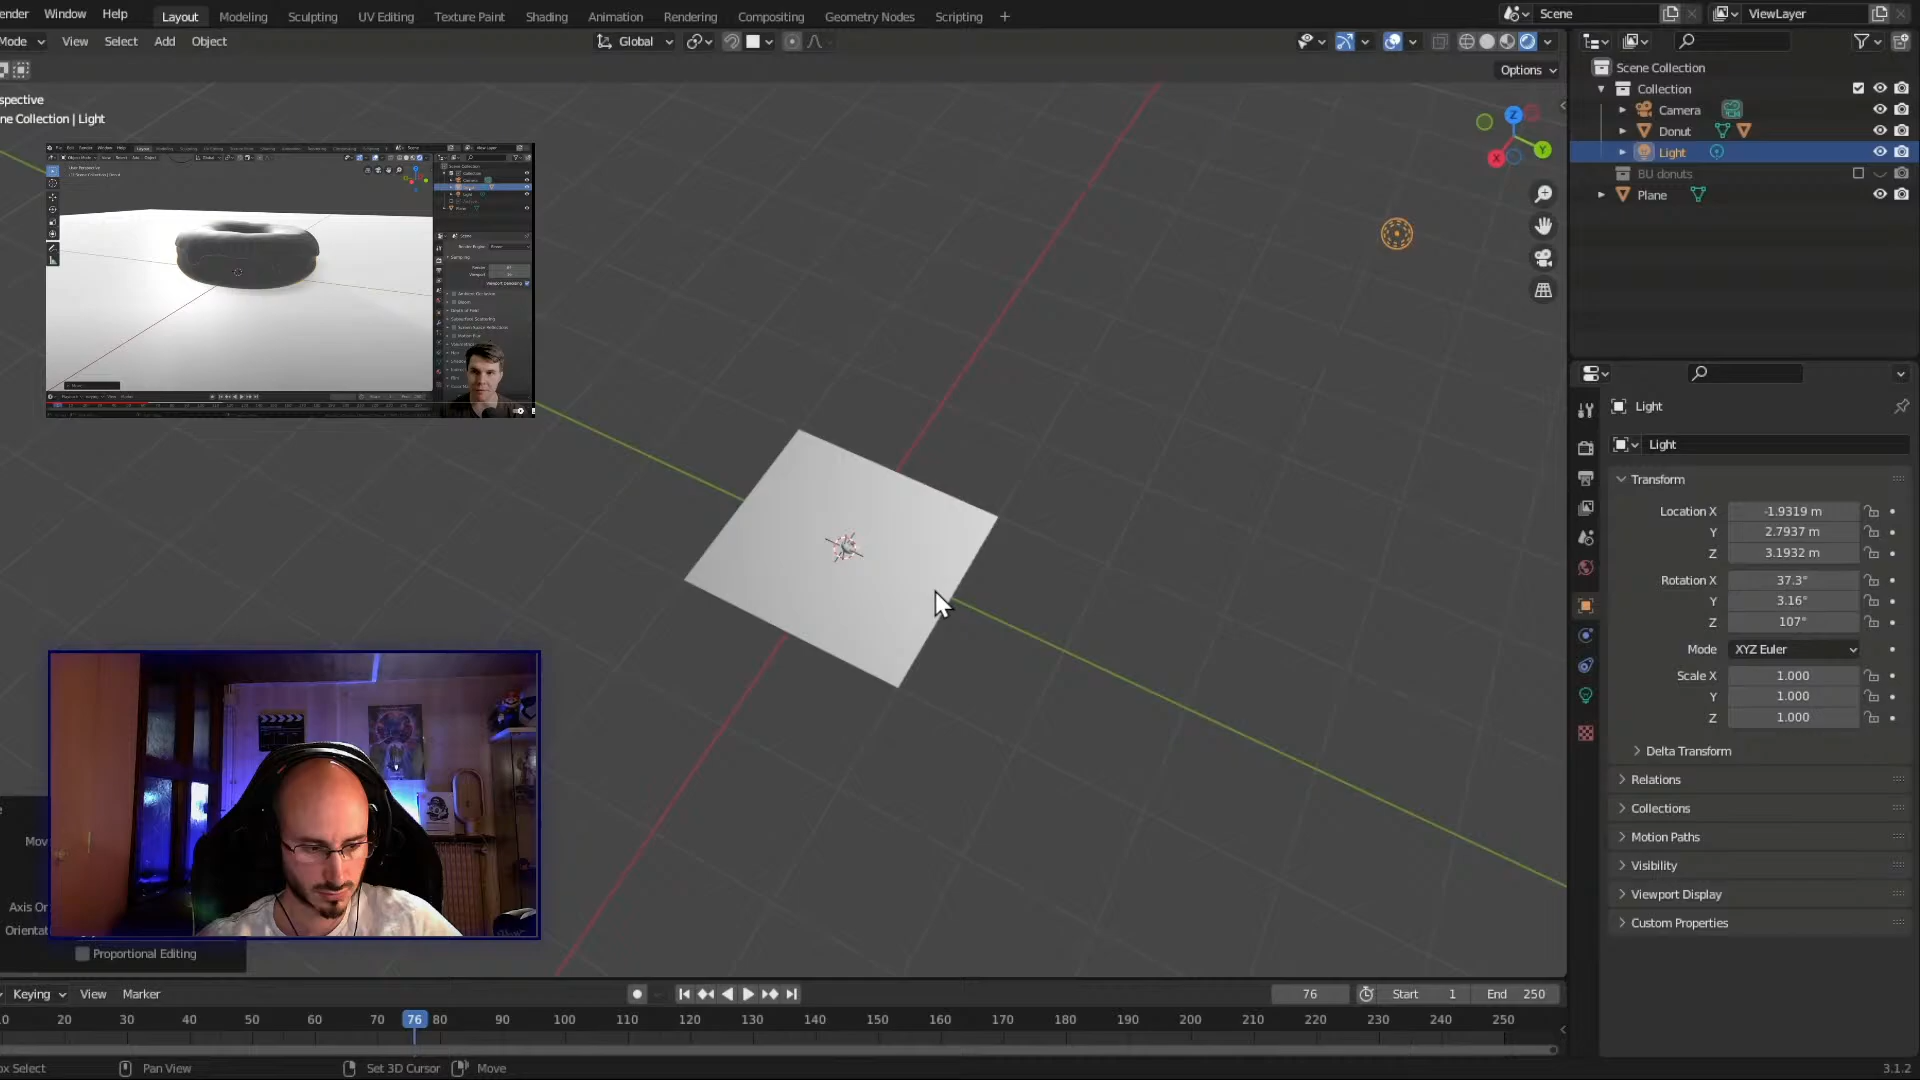 ender Window Help Layout Modeling Sculpting UV Editing Texture Paint Shading Animation Rendering Compositing Geometry Nodes Scripting + Scene ViewLayer
Mode View Select Add Object Global
Options
spective
ne Collection | Light
Z
Y
X
Scene Collection
Collection
Camera
Donut
Light
BU donuts
Plane
Light
Light
Transform
Location X -1.9319 m
Y 2.7937 m
Z 3.1932 m
Rotation X 37.3°
Y 3.16°
Z 107°
Mode XYZ Euler
Scale X 1.000
Y 1.000
Z 1.000
Delta Transform
Relations
Collections
Motion Paths
Visibility
Viewport Display
Custom Properties
Mov
Axis Or
Orientat
Proportional Editing
Keying View Marker 76 Start 1 End 250
10 20 30 40 50 60 70 76 80 90 100 110 120 130 140 150 160 170 180 190 200 210 220 230 240 250
ox Select Pan View Set 3D Cursor Move 3.1.2